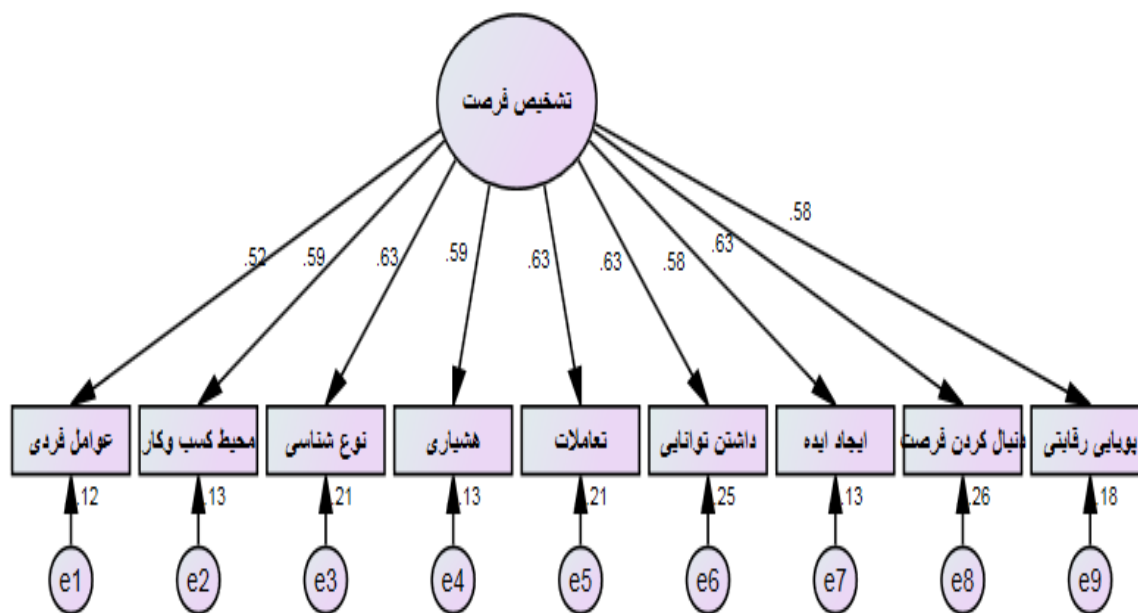 تشخیص فرصت
.52 .59 .63 .59 .63 .63 .58 .63 .58
عوامل فردی
محیط کسب وکار
نوع شناسی
هشیاری
تعاملات
داشتن توانایی
ایجاد ایده
دنبال کردن فرصت
پویایی رقابتی
.12 .13 .21 .13 .21 .25 .13 .26 .18
e1 e2 e3 e4 e5 e6 e7 e8 e9